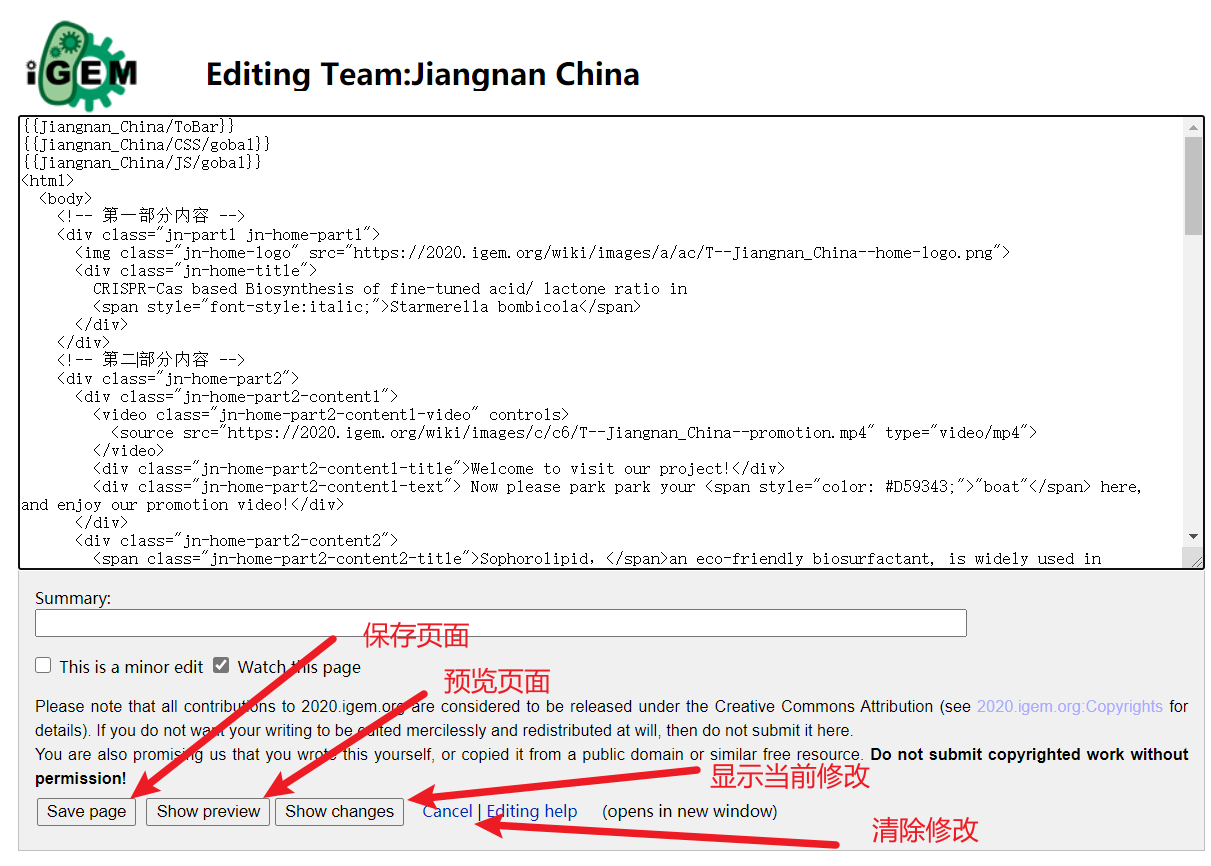 iGEM
Editing Team:Jiangnan China
{{Jiangnan_China/ToBar}}
{{Jiangnan_China/CSS/gobal}}
{{Jiangnan_China/JS/gobal}}
<html>
<body>
<!-- 第一部分内容 -->
<div class="jn-part1 jn-home-part1">
<img class="jn-home-logo" src="https://2020.igem.org/wiki/images/a/ac/T--Jiangnan_China--home-logo.png">
<div class="jn-home-title">
CRISPR-Cas based Biosynthesis of fine-tuned acid/ lactone ratio in
<span style="font-style:italic;">Starmerella bombicola</span>
</div>
</div>
<!-- 第二部分内容 -->
<div class="jn-home-part2">
<div class="jn-home-part2-content1">
<video class="jn-home-part2-content1-video" controls>
<source src="https://2020.igem.org/wiki/images/c/c6/T--Jiangnan_China--promotion.mp4" type="video/mp4">
</video>
<div class="jn-home-part2-content1-title">Welcome to visit our project!</div>
<div class="jn-home-part2-content1-text"> Now please park park your <span style="color: #D59343;">"boat"</span> here,
and enjoy our promotion video!</div>
</div>
<div class="jn-home-part2-content2">
<span class="jn-home-part2-content2-title">Sophorolipid，</span>an eco-friendly biosurfactant, is widely used in
Summary:
保存页面
This is a minor edit Watch this page
预览页面
Please note that all contributions to 2020.igem.org are considered to be released under the Creative Commons Attribution (see 2020.igem.org:Copyrights for
details). If you do not want your writing to be edited mercilessly and redistributed at will, then do not submit it here.
You are also promising us that you wrote this yourself, or copied it from a public domain or similar free resource. Do not submit copyrighted work without
permission!
显示当前修改
Save page Show preview Show changes Cancel | Editing help (opens in new window)
清除修改